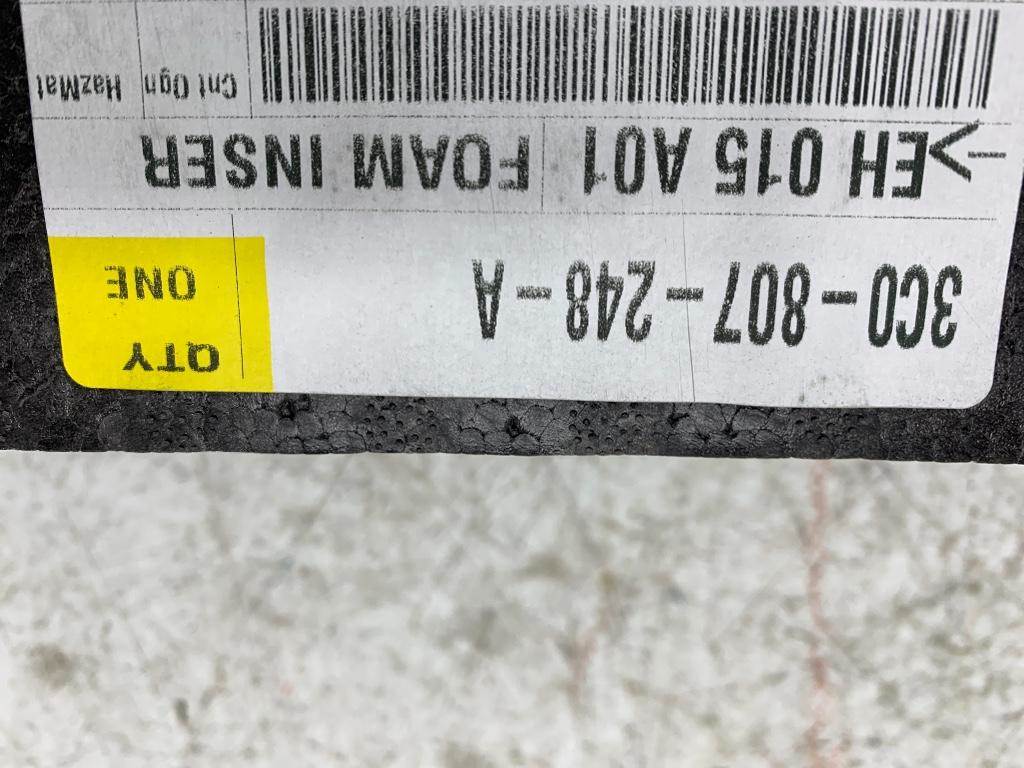 3C0-807-248-A QTY
ONE
EH 015 A01 FOAM INSER
Cnt Ogn HazMat